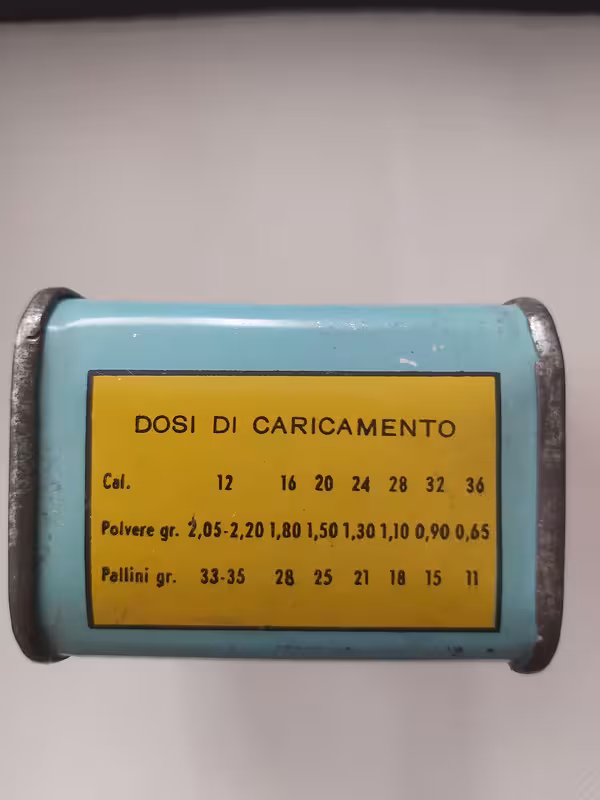 DOSI DI CARICAMENTO
Cal. 12 16 20 24 28 32 36
Polvere gr. 2,05-2,20 1,80 1,50 1,30 1,10 0,90 0,65
Pallini gr. 33-35 28 25 21 18 15 11